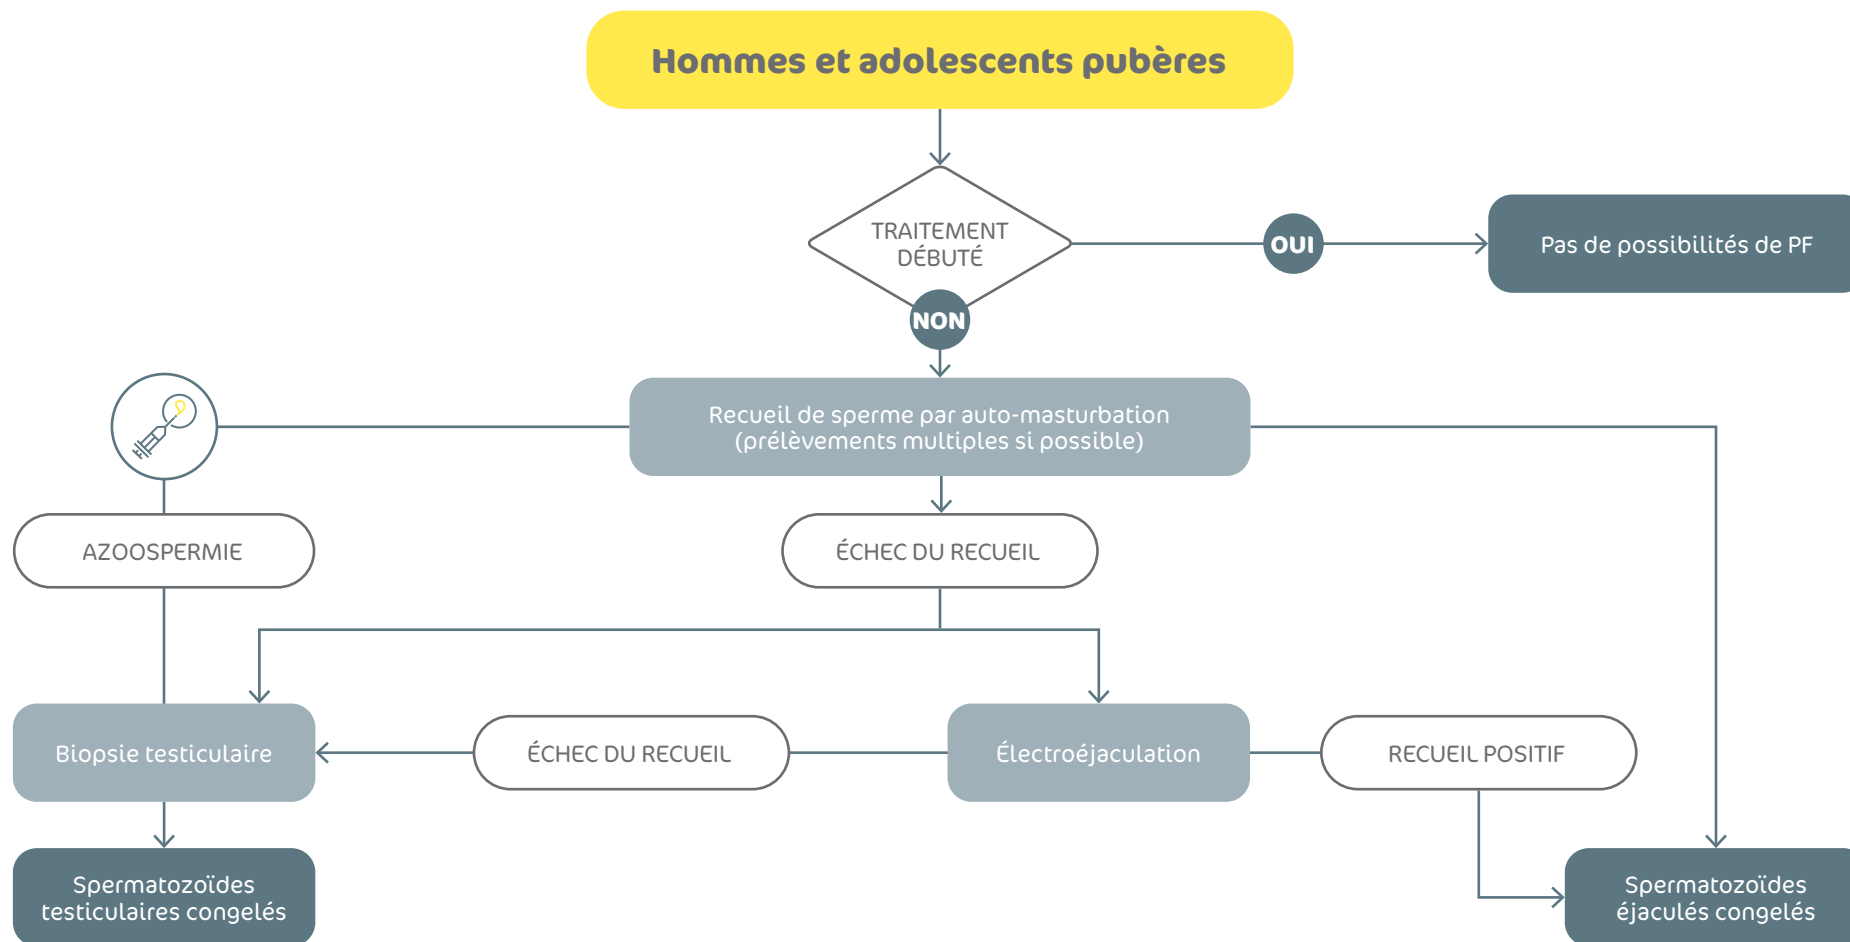 Hommes et adolescents pubères
TRAITEMENT
DÉBUTÉ
OUI
Pas de possibilités de PF
NON
Recueil de sperme par auto-masturbation
(prélèvements multiples si possible)
AZOOSPERMIE
ÉCHEC DU RECUEIL
Biopsie testiculaire
ÉCHEC DU RECUEIL
Électroéjaculation
RECUEIL POSITIF
Spermatozoïdes
testiculaires congelés
Spermatozoïdes
éjaculés congelés